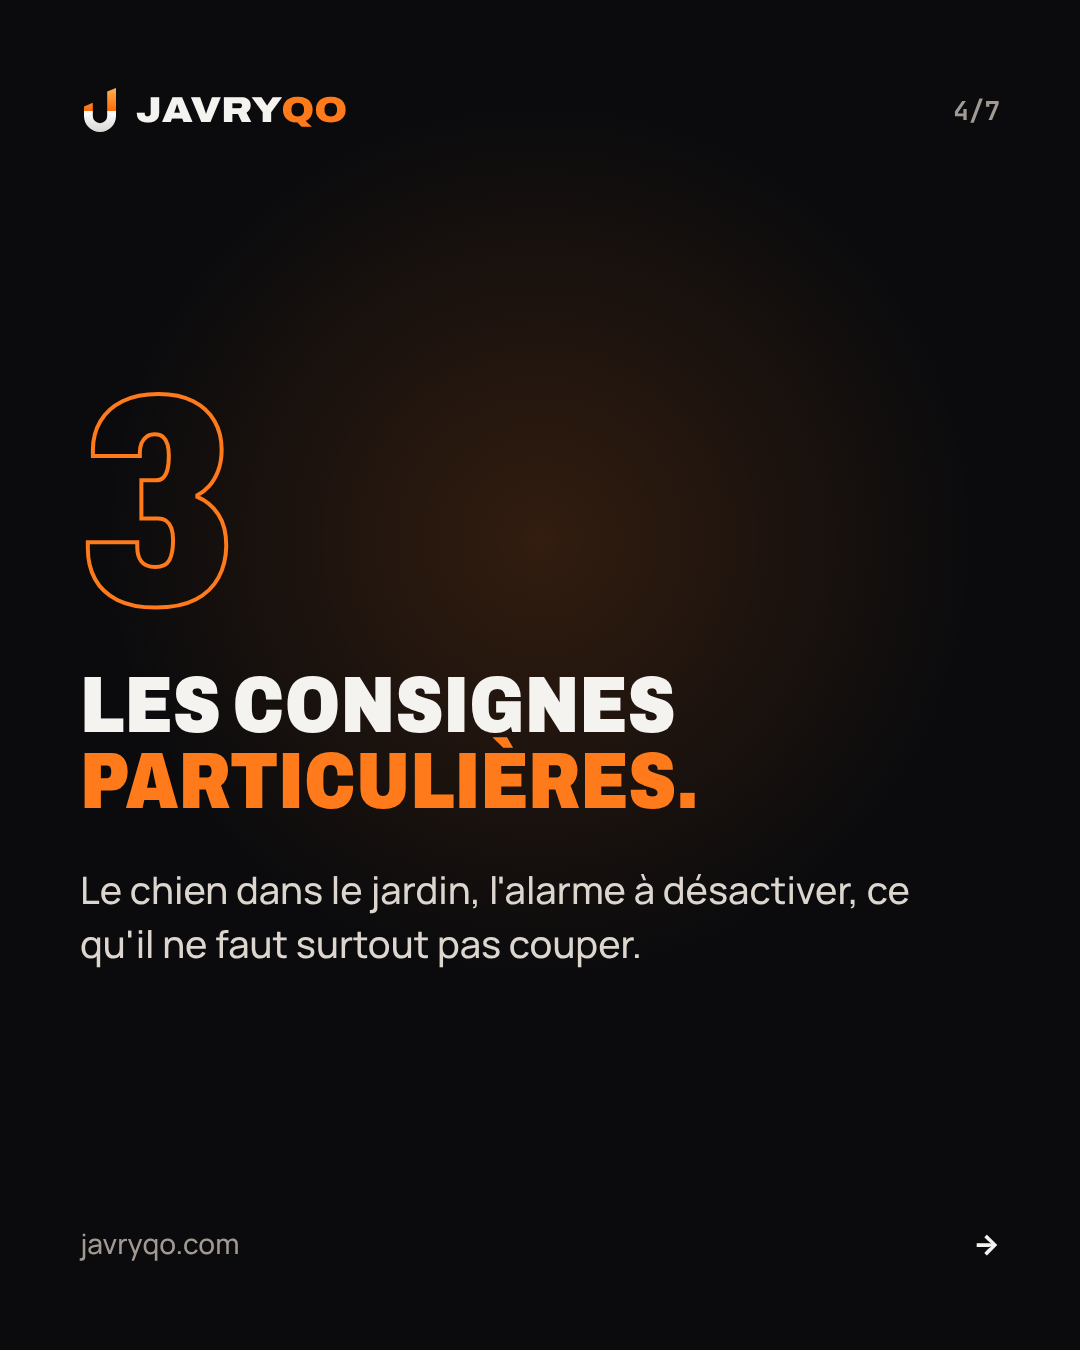 JAVRYQO
4/7
3
LES CONSIGNES
PARTICULIÈRES.
Le chien dans le jardin, l'alarme à désactiver, ce
qu'il ne faut surtout pas couper.
javryqo.com
→